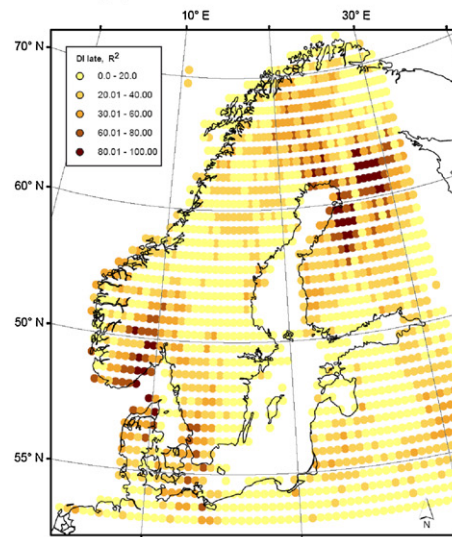 10° E 30° E
70° N
DI late, R²
0.0 - 20.0
20.01 - 40.00
30.01 - 60.00
60.01 - 80.00
80.01 - 100.00
60° N
50° N
55° N
N